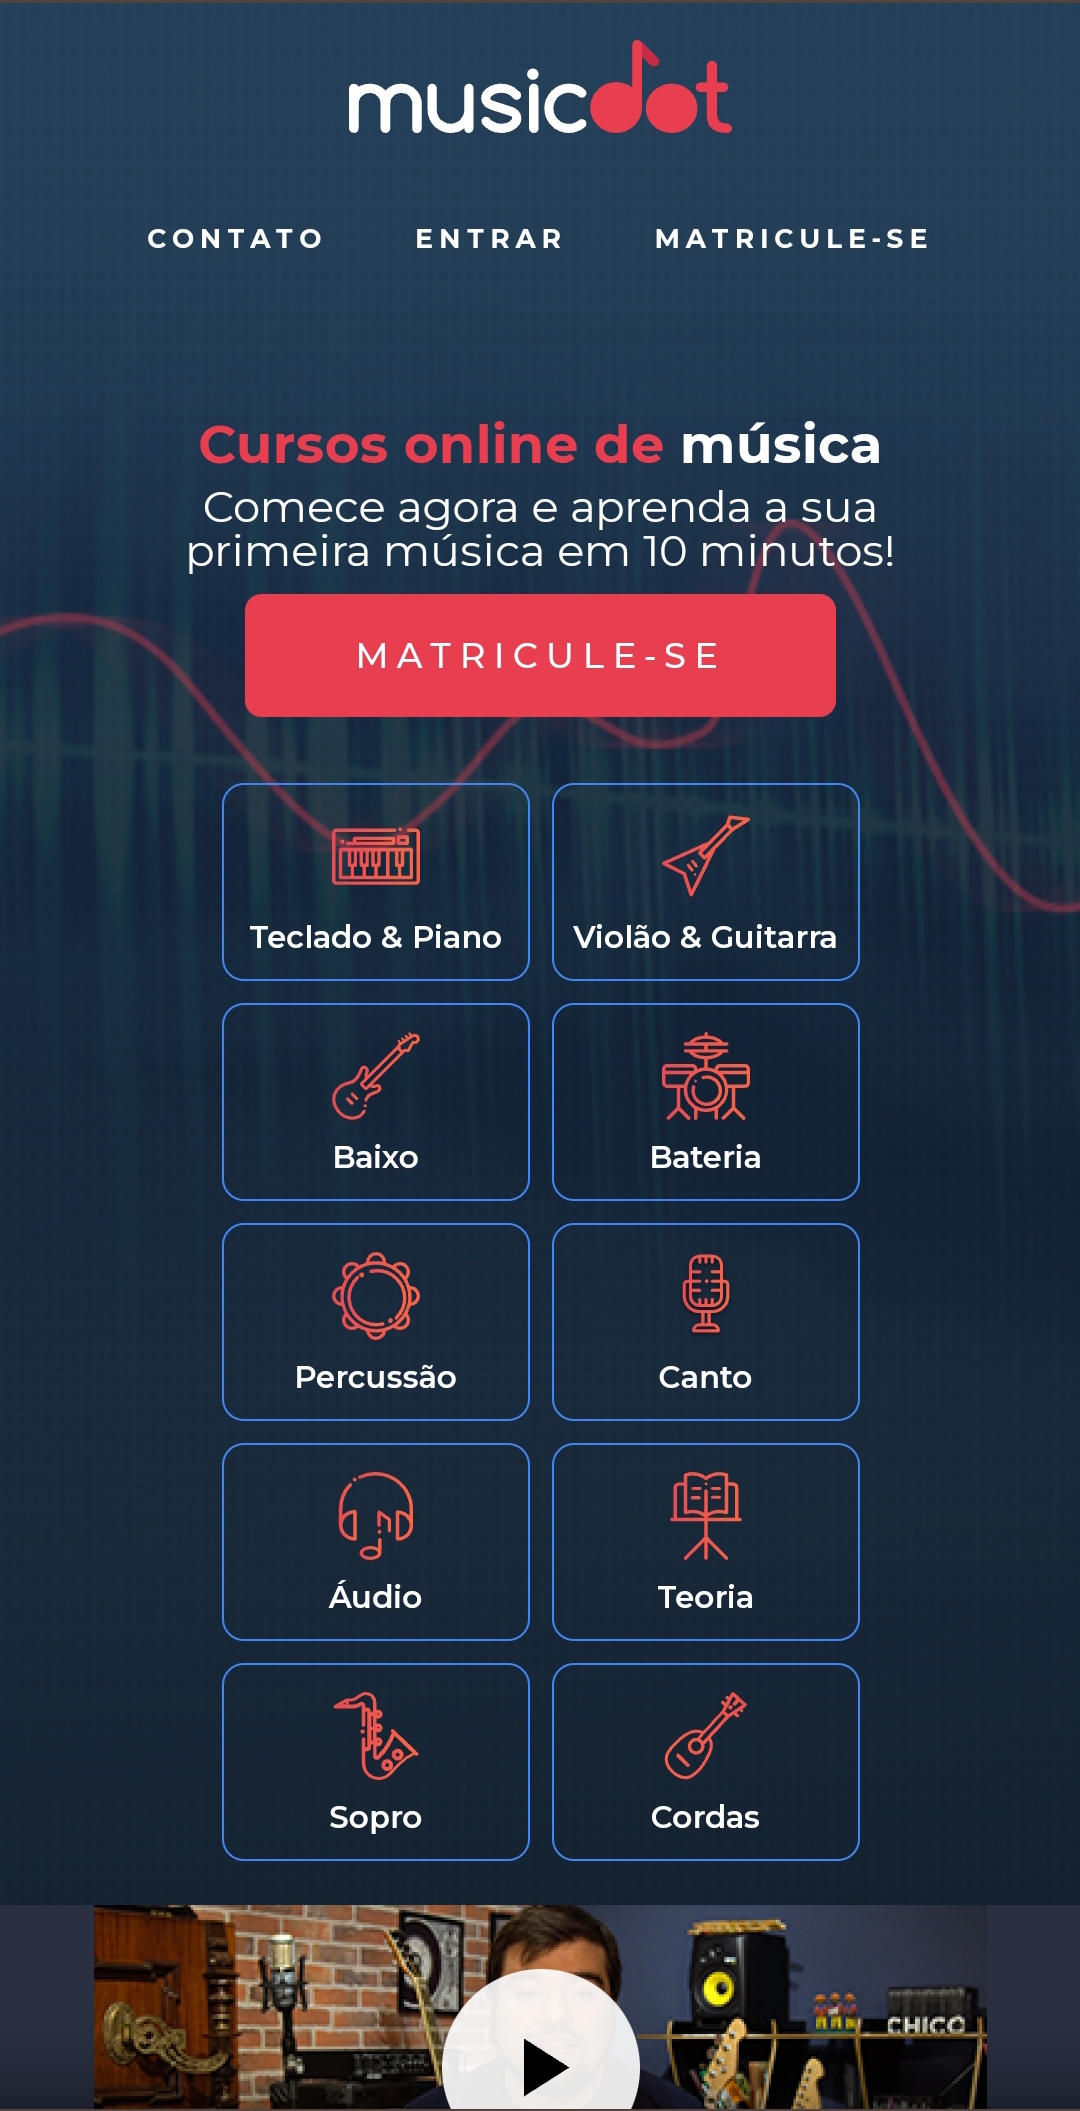 musicdot
CONTATO ENTRAR MATRICULE-SE
Cursos online de música
Comece agora e aprenda a sua
primeira música em 10 minutos!
MATRICULE-SE
Teclado & Piano
Violão & Guitarra
Baixo
Bateria
Percussão
Canto
Áudio
Teoria
Sopro
Cordas
CHICO